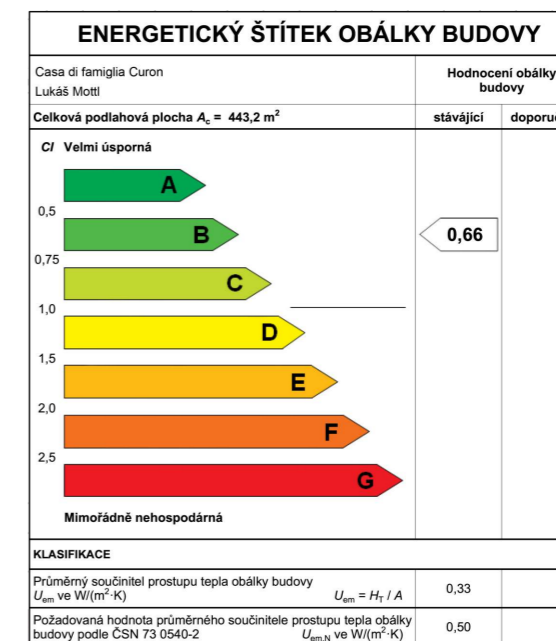 ENERGETICKÝ ŠTÍTEK OBÁLKY BUDOVY
Casa di famiglia Curon
Lukáš Mottl
Hodnocení obálky
budovy
Celková podlahová plocha Ac = 443,2 m²
stávající
doporuč
CI Velmi úsporná
A
0,5
B
0,66
0,75
C
1,0
D
1,5
E
2,0
F
2,5
G
Mimořádně nehospodárná
KLASIFIKACE
Průměrný součinitel prostupu tepla obálky budovy
Uem ve W/(m²·K) Uem = HT / A
0,33
Požadovaná hodnota průměrného součinitele prostupu tepla obálky
budovy podle ČSN 73 0540-2 Uem,N ve W/(m²·K)
0,50